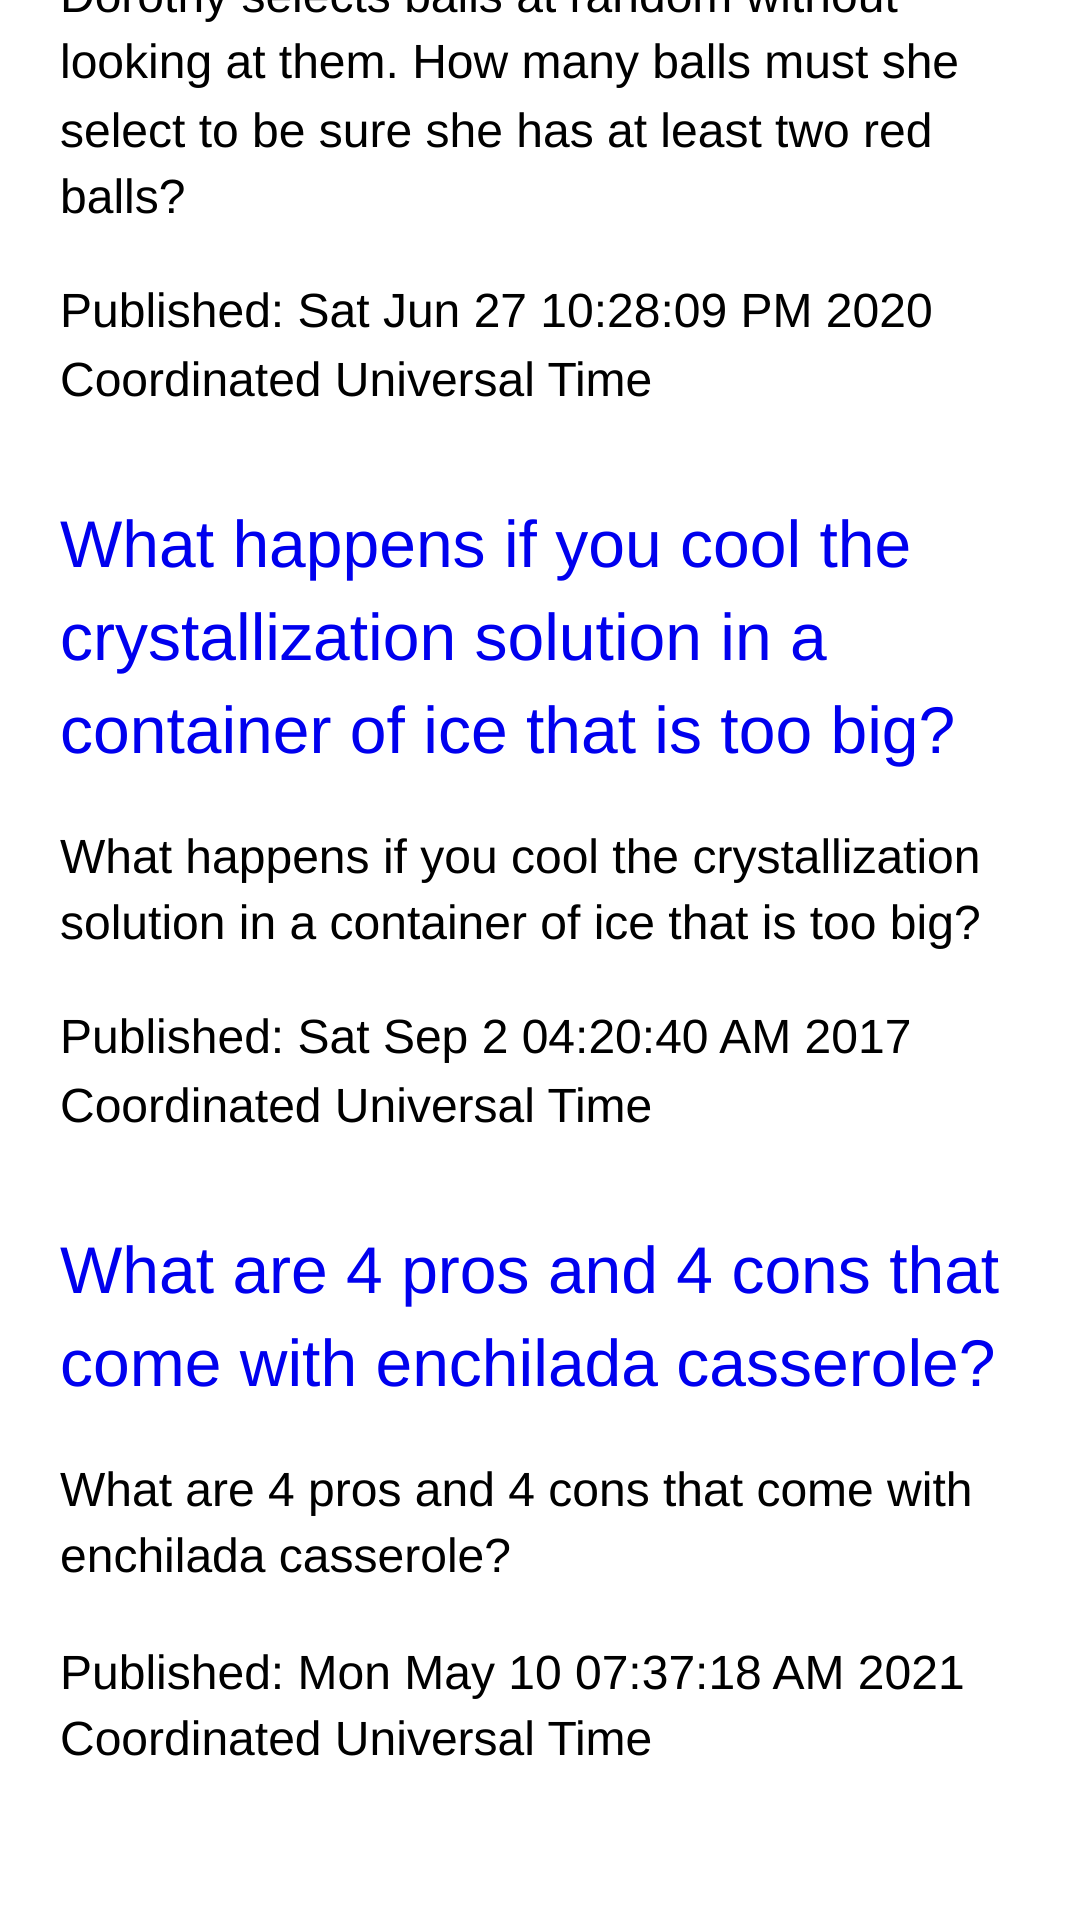 Dorothy selects balls at random without
looking at them. How many balls must she
select to be sure she has at least two red
balls?
Published: Sat Jun 27 10:28:09 PM 2020
Coordinated Universal Time
What happens if you cool the
crystallization solution in a
container of ice that is too big?
What happens if you cool the crystallization
solution in a container of ice that is too big?
Published: Sat Sep 2 04:20:40 AM 2017
Coordinated Universal Time
What are 4 pros and 4 cons that
come with enchilada casserole?
What are 4 pros and 4 cons that come with
enchilada casserole?
Published: Mon May 10 07:37:18 AM 2021
Coordinated Universal Time